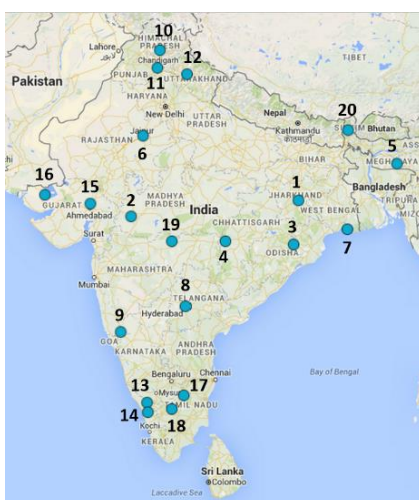 10
HIMACHAL
PRADESH
Lahore
12
Chandigarh
TIBET
PUNJAB
UTTARAKHAND
11
Pakistan
HARYANA
New Delhi
20
Nepal
UTTAR
PRADESH
Kathmandu
Bhutan
5
Jaipur
RAJASTHAN
6
BIHAR
16
15
1
Bangladesh
GUJARAT
2
MADHYA
PRADESH
India
JHARKHAND
WEST BENGAL
Ahmedabad
19
CHHATTISGARH
3
Surat
4
ODISHA
7
MAHARASHTRA
Mumbai
8
TELANGANA
9
Hyderabad
GOA
ANDHRA
PRADESH
KARNATAKA
Bay of Bengal
Bengaluru
Chennai
13
17
14
TAMIL NADU
Kochi
18
KERALA
Sri Lanka
Colombo
Laccadive Sea